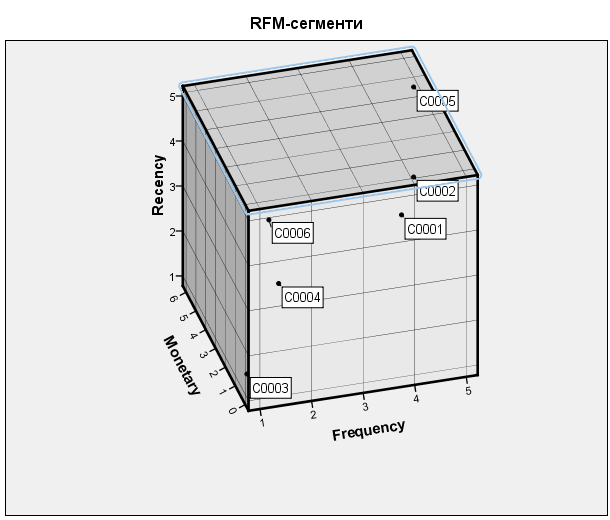 RFM-сегменти
Recency
5
4
3
2
1
Monetary
6
5
4
3
2
1
0
Frequency
1
2
3
4
5
C0005
C0002
C0001
C0006
C0004
C0003